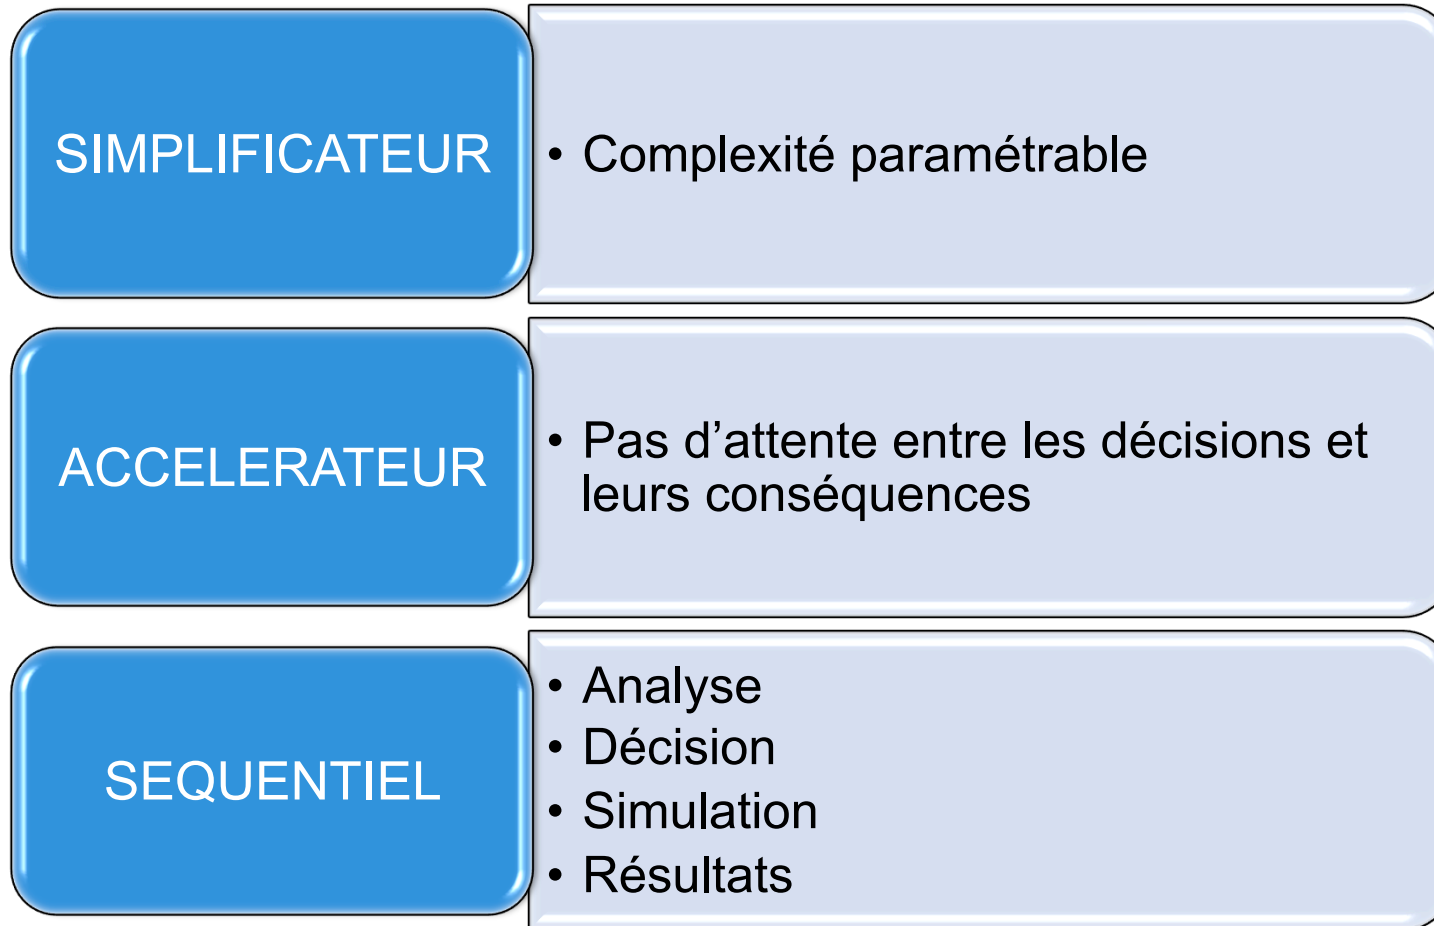 SIMPLIFICATEUR
• Complexité paramétrable
ACCELERATEUR
• Pas d’attente entre les décisions et
leurs conséquences
SEQUENTIEL
• Analyse
• Décision
• Simulation
• Résultats